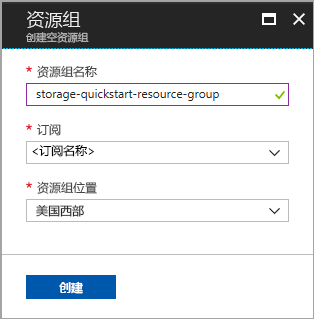 资源组
创建空资源组
* 资源组名称
storage-quickstart-resource-group
* 订阅
<订阅名称>
* 资源组位置
美国西部
创建